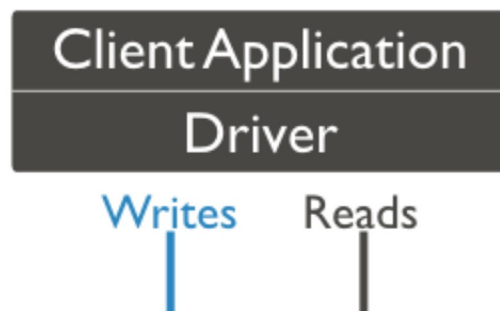 Client Application
Driver
Writes Reads